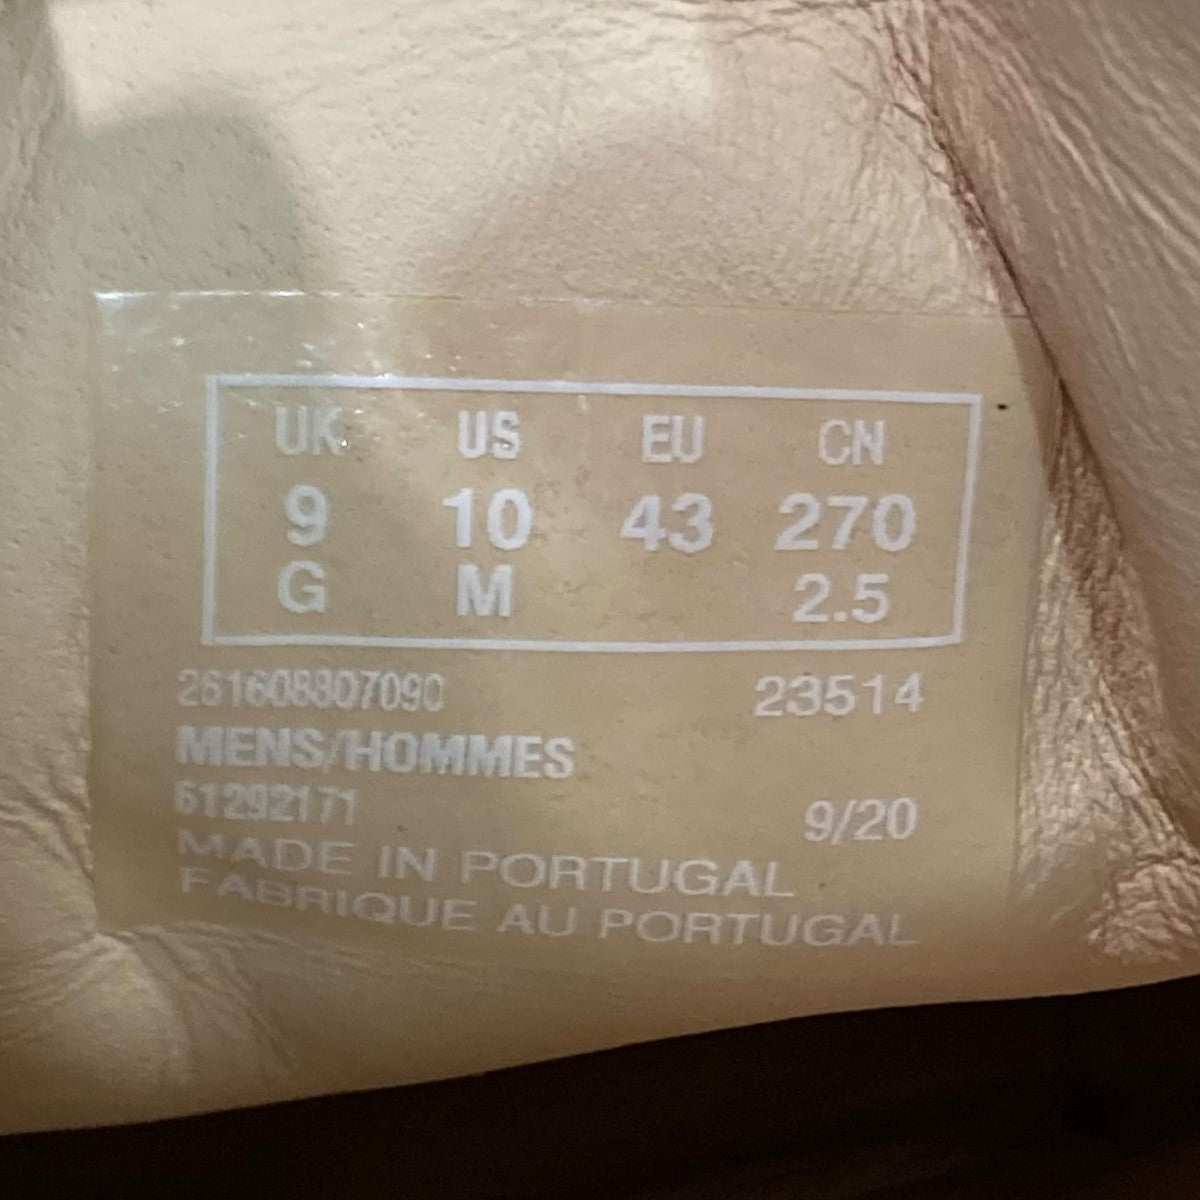 UK US EU CN
9 10 43 270
G M 2.5
261608807090 23514
MENS/HOMMES
61292171 9/20
MADE IN PORTUGAL
FABRIQUE AU PORTUGAL